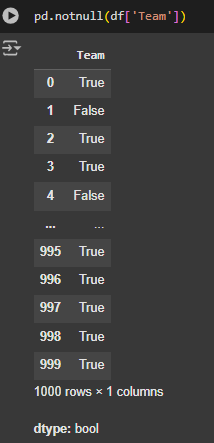 pd.notnull(df['Team'])
Team
0 True
1 False
2 True
3 True
4 False
... ...
995 True
996 True
997 True
998 True
999 True
1000 rows × 1 columns
dtype: bool